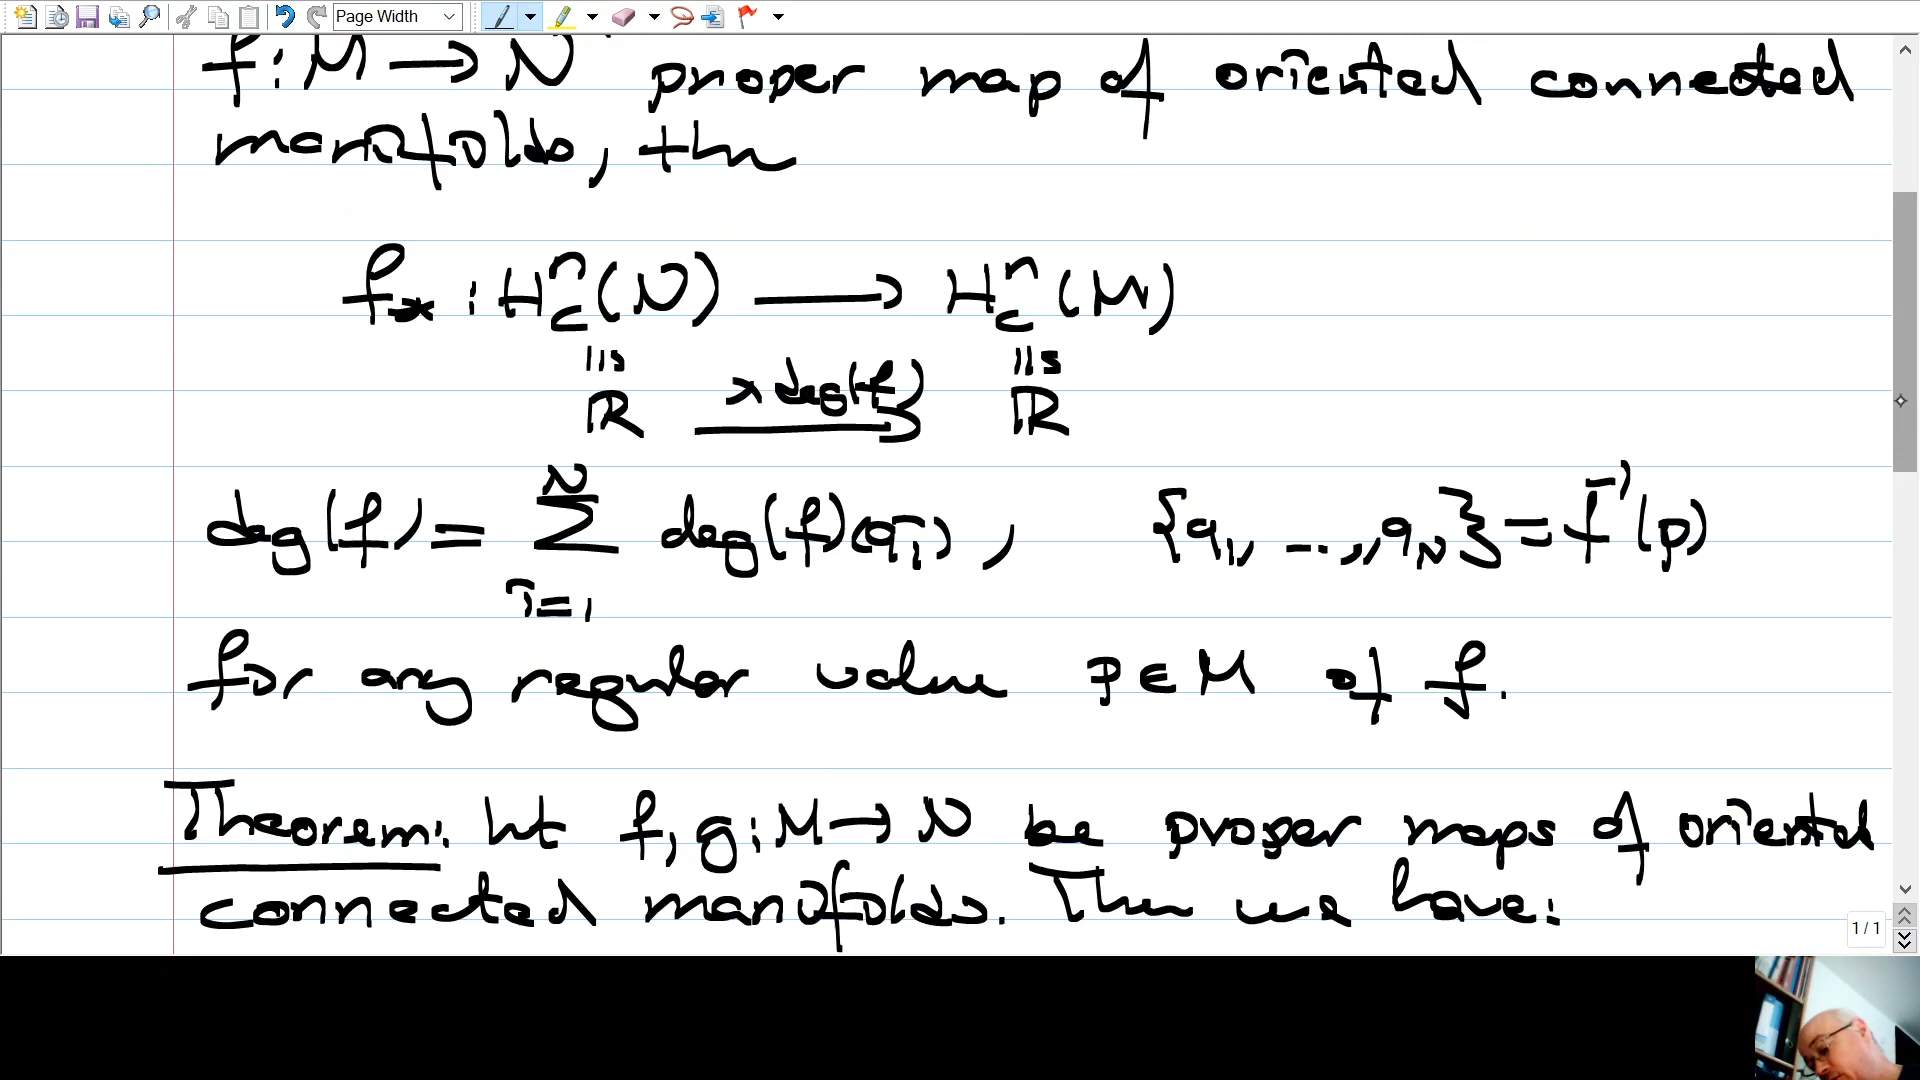 Page Width
f: M → N proper map of oriented connected
manifolds, then
f* : H^n_c(N) → H^n_c(M)
≅ ≅
ℝ → ×deg(f) ℝ
deg(f) = Σ_{i=1}^{N} deg(f)(q_i), {q_1, ..., q_N} = f^{-1}(p)
for any regular value p ∈ M of f.
Theorem: Let f, g : M → N be proper maps of oriented
connected manifolds. Then we have:
1 / 1